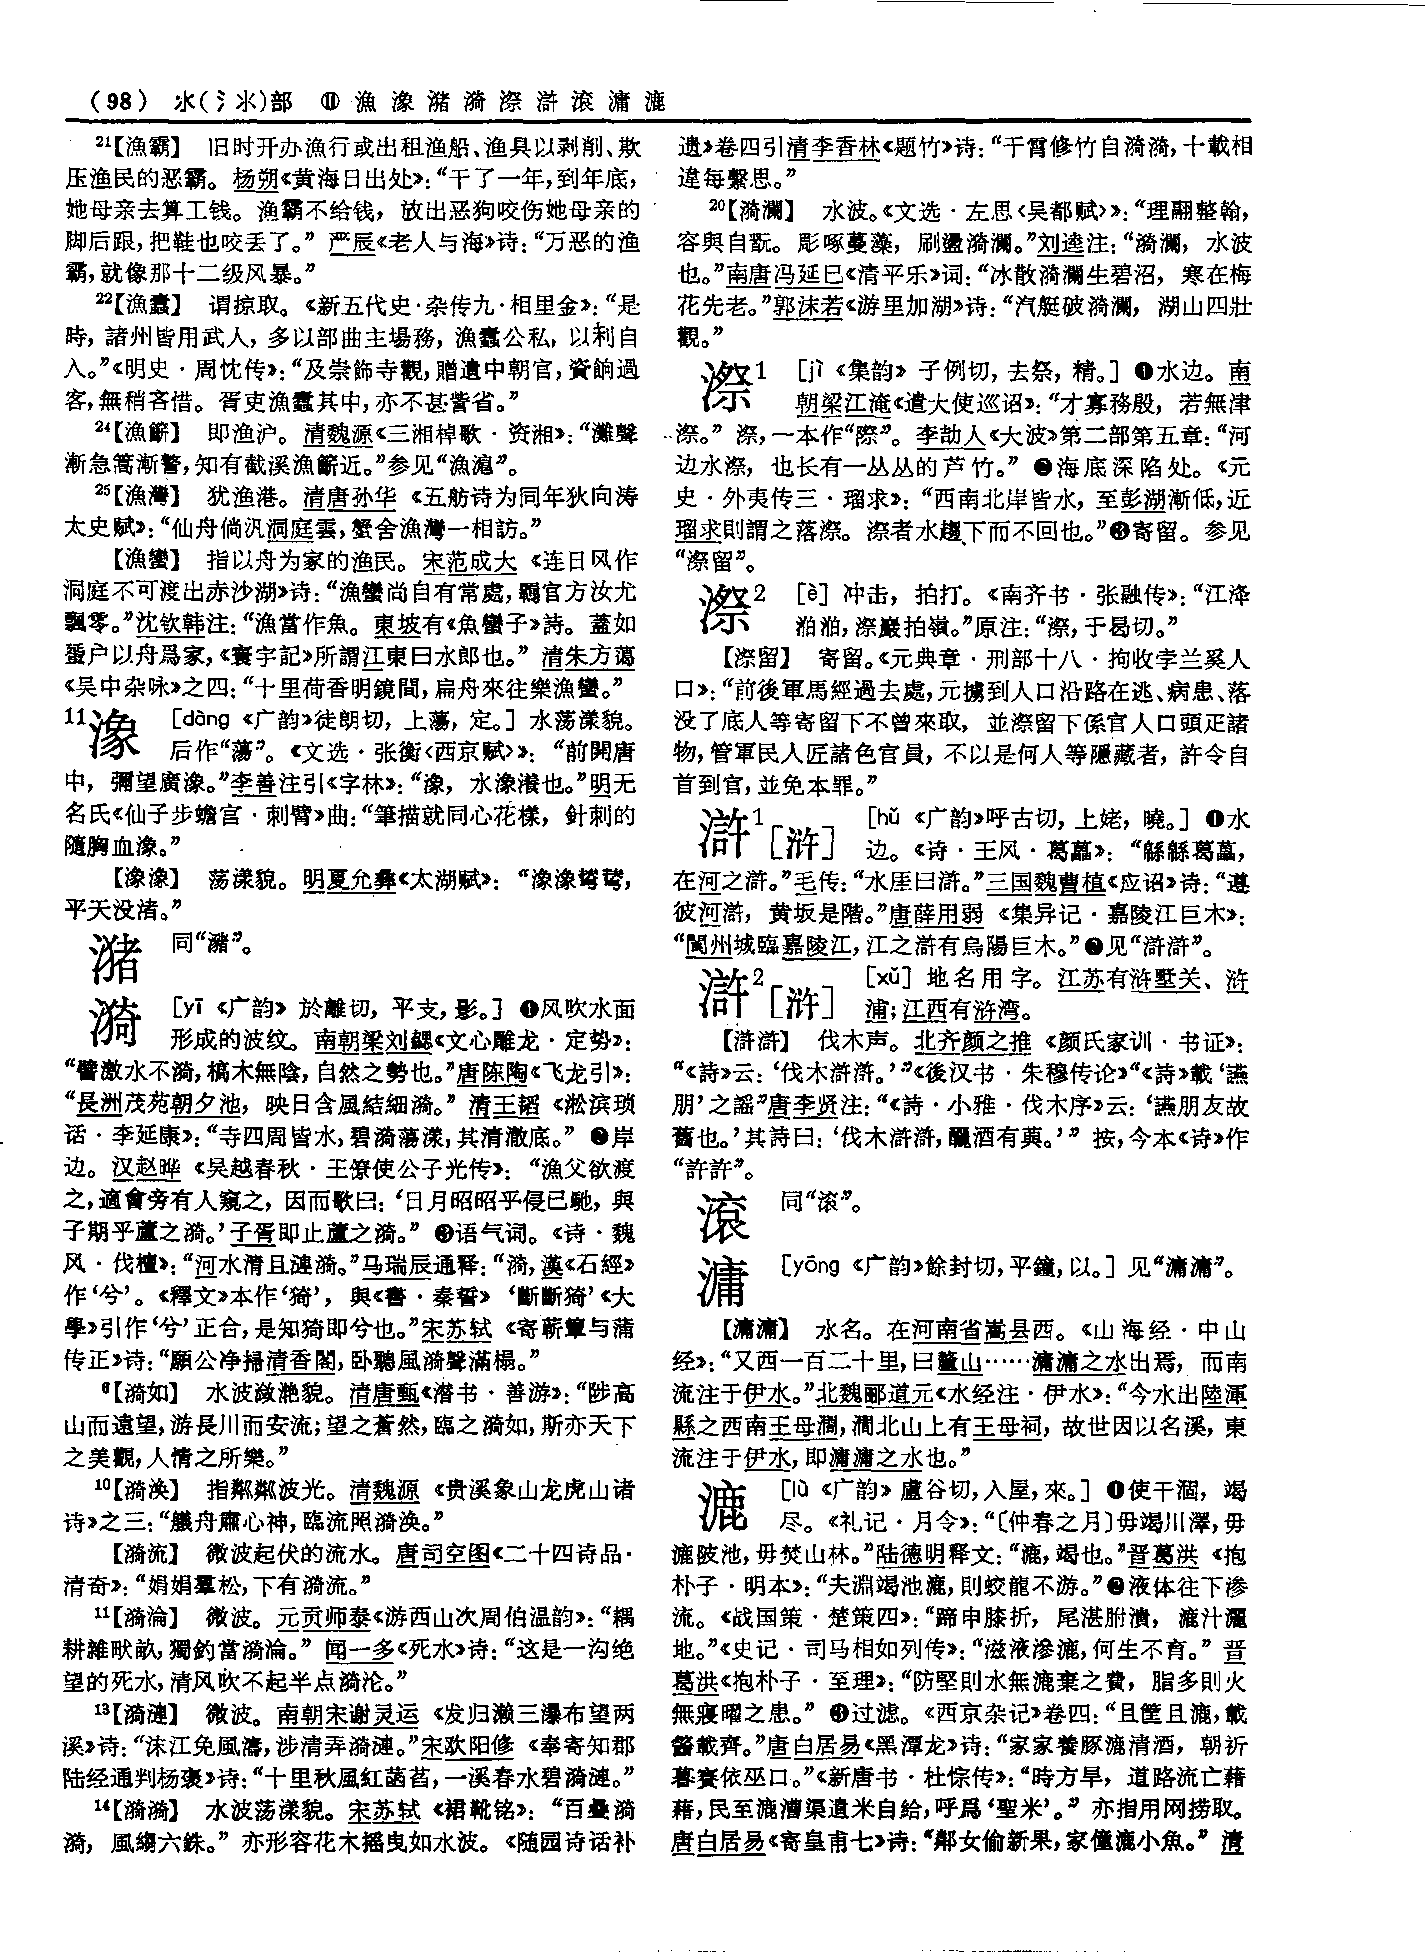 （98） 水(氵氺)部 ⑪ 漁潒潴漪漈滸滚滽漉
²¹【漁霸】 旧时开办漁行或出租渔船、渔具以剥削、欺
压渔民的恶霸。杨朔《黄海日出处》：“干了一年，到年底，
她母亲去算工钱。渔霸不给钱，放出恶狗咬伤她母亲的
脚后跟，把鞋也咬丢了。”严辰《老人与海》诗：“万恶的渔
霸，就像那十二级风暴。”
²²【漁蠹】 谓掠取。《新五代史·杂传九·相里金》：“是
時，諸州皆用武人，多以部曲主場務，漁蠹公私，以利自
入。”《明史·周忱传》：“及崇飾寺觀，贈遺中朝官，資餉過
客，無稍吝惜。胥吏漁蠹其中，亦不甚訾省。”
²⁴【漁籪】 即渔沪。清魏源《三湘棹歌·资湘》：“灘聲
漸急篙漸警，知有截溪漁籪近。”参见“漁滬”。
²⁵【漁灣】 犹渔港。清唐孙华《五舫诗为同年狄向涛
太史赋》：“仙舟倘汎洞庭雲，蟹舍漁灣一相訪。”
【漁蠻】 指以舟为家的渔民。宋范成大《连日风作
洞庭不可渡出赤沙湖》诗：“漁蠻尚自有常處，羈官方汝尤
飄零。”沈钦韩注：“漁當作魚。東坡有《魚蠻子》詩。蓋如
蜑户以舟爲家，《寰宇記》所謂江東曰水郎也。”清朱方蔼
《吴中杂咏》之四：“十里荷香明鏡間，扁舟來往樂漁蠻。”
11潒 [dàng《广韵》徒朗切，上蕩，定。] 水荡漾貌。
后作“蕩”。《文选·张衡〈西京赋〉》：“前開唐
中，彌望廣潒。”李善注引《字林》：“潒，水潒瀁也。”明无
名氏《仙子步蟾宫·刺臂》曲：“筆描就同心花樣，針刺的
隨胸血潒。”
【潒潒】 荡漾貌。明夏允彝《太湖赋》：“潒潒鸳鸳，
平天没渚。”
潴 同“瀦”。
漪 [yī《广韵》於離切，平支，影。] ❶风吹水面
形成的波纹。南朝梁刘勰《文心雕龙·定势》：
“譬激水不漪，槁木無陰，自然之勢也。”唐陈陶《飞龙引》：
“長洲茂苑朝夕池，映日含風結細漪。”清王韬《淞滨琐
话·李延康》：“寺四周皆水，碧漪蕩漾，其清澈底。”❷岸
边。汉赵晔《吴越春秋·王僚使公子光传》：“漁父欲渡
之，適會旁有人窺之，因而歌曰：‘日月昭昭乎侵已馳，與
子期乎蘆之漪。’子胥即止蘆之漪。”❸语气词。《诗·魏
风·伐檀》：“河水清且漣漪。”马瑞辰通释：“漪，漢《石經》
作‘兮’。《釋文》本作‘猗’，與《書·秦誓》‘斷斷猗’《大
學》引作‘兮’正合，是知猗即兮也。”宋苏轼《寄蕲簟与蒲
传正》诗：“願公净掃清香閣，卧聽風漪聲滿榻。”
⁶【漪如】 水波潋滟貌。清唐甄《潜书·善游》：“陟高
山而遠望，游長川而安流；望之蒼然，臨之漪如，斯亦天下
之美觀，人情之所樂。”
¹⁰【漪涣】 指粼粼波光。清魏源《贵溪象山龙虎山诸
诗》之三：“艤舟肅心神，臨流照漪涣。”
【漪流】 微波起伏的流水。唐司空图《二十四诗品·
清奇》：“娟娟羣松，下有漪流。”
¹¹【漪淪】 微波。元贡师泰《游西山次周伯温韵》：“耦
耕雜畎畝，獨釣當漪淪。”闻一多《死水》诗：“这是一沟绝
望的死水，清风吹不起半点漪沦。”
¹³【漪漣】 微波。南朝宋谢灵运《发归濑三瀑布望两
溪》诗：“沫江免風濤，涉清弄漪漣。”宋欧阳修《奉寄知郡
陆经通判杨褒》诗：“十里秋風紅菡萏，一溪春水碧漪漣。”
¹⁴【漪漪】 水波荡漾貌。宋苏轼《裙靴铭》：“百疊漪
漪，風縐六銖。”亦形容花木摇曳如水波。《随园诗话补
遗》卷四引清李香林《题竹》诗：“干霄修竹自漪漪，十載相
違每繫思。”
²⁰【漪瀾】 水波。《文选·左思〈吴都赋〉》：“理翮整翰，
容與自翫。彫啄蔓藻，刷盪漪瀾。”刘逵注：“漪瀾，水波
也。”南唐冯延巳《清平乐》词：“冰散漪瀾生碧沼，寒在梅
花先老。”郭沫若《游里加湖》诗：“汽艇破漪瀾，湖山四壯
觀。”
漈1 [jì《集韵》子例切，去祭，精。] ❶水边。南
朝梁江淹《遣大使巡诏》：“才寡務殷，若無津
漈。”漈，一本作“際”。李劼人《大波》第二部第五章：“河
边水漈，也长有一丛丛的芦竹。”❷海底深陷处。《元
史·外夷传三·瑠求》：“西南北岸皆水，至彭湖漸低，近
瑠求則謂之落漈。漈者水趨下而不回也。”❸寄留。参见
“漈留”。
漈2 [è] 冲击，拍打。《南齐书·张融传》：“江洚
泊泊，漈巖拍嶺。”原注：“漈，于曷切。”
【漈留】 寄留。《元典章·刑部十八·拘收孛兰奚人
口》：“前後軍馬經過去處，元擄到人口沿路在逃、病患、落
没了底人等寄留下不曾來取，並漈留下係官人口頭疋諸
物，管軍民人匠諸色官員，不以是何人等隱藏者，許令自
首到官，並免本罪。”
滸1[浒] [hǔ《广韵》呼古切，上姥，曉。] ❶水
边。《诗·王风·葛藟》：“緜緜葛藟，
在河之滸。”毛传：“水厓曰滸。”三国魏曹植《应诏》诗：“遵
彼河滸，黄坂是階。”唐薛用弱《集异记·嘉陵江巨木》：
“閬州城臨嘉陵江，江之滸有烏陽巨木。”❷见“滸滸”。
滸2[浒] [xǔ] 地名用字。江苏有浒墅关、浒
浦；江西有浒湾。
【滸滸】 伐木声。北齐颜之推《颜氏家训·书证》：
“《詩》云：‘伐木滸滸。’”《後汉书·朱穆传论》“《詩》載‘讌
朋’之謡”唐李贤注：“《詩·小雅·伐木序》云：‘讌朋友故
舊也。’其詩曰：‘伐木滸滸，釃酒有藇。’”按，今本《诗》作
“許許”。
滾 同“滚”。
滽 [yōng《广韵》餘封切，平鍾，以。] 见“滽滽”。
【滽滽】 水名。在河南省嵩县西。《山海经·中山
经》：“又西一百二十里，曰釐山……滽滽之水出焉，而南
流注于伊水。”北魏郦道元《水经注·伊水》：“今水出陸渾
縣之西南王母澗，澗北山上有王母祠，故世因以名溪，東
流注于伊水，即滽滽之水也。”
漉 [lù《广韵》盧谷切，入屋，來。] ❶使干涸，竭
尽。《礼记·月令》：“〔仲春之月〕毋竭川澤，毋
漉陂池，毋焚山林。”陆德明释文：“漉，竭也。”晋葛洪《抱
朴子·明本》：“夫淵竭池漉，則蛟龍不游。”❷液体往下渗
流。《战国策·楚策四》：“蹄申膝折，尾湛胕潰，漉汁灑
地。”《史记·司马相如列传》：“滋液滲漉，何生不育。”晋
葛洪《抱朴子·至理》：“防堅則水無漉棄之費，脂多則火
無寢曜之患。”❸过滤。《西京杂记》卷四：“且筐且漉，載
䈞載齊。”唐白居易《黑潭龙》诗：“家家養豚漉清酒，朝祈
暮賽依巫口。”《新唐书·杜悰传》：“時方旱，道路流亡藉
藉，民至漉漕渠遺米自給，呼爲‘聖米’。”亦指用网捞取。
唐白居易《寄皇甫七》诗：“鄰女偷新果，家僮漉小魚。”清